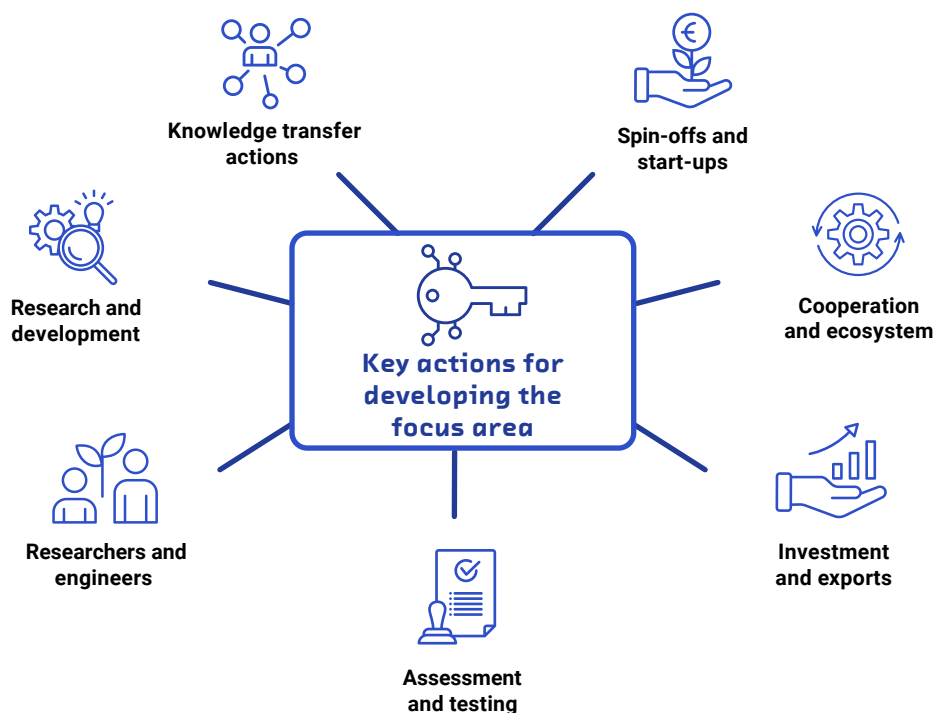 Knowledge transfer
actions
Spin-offs and
start-ups
Research and
development
Cooperation
and ecosystem
Key actions for
developing the
focus area
Researchers and
engineers
Investment
and exports
Assessment
and testing
€